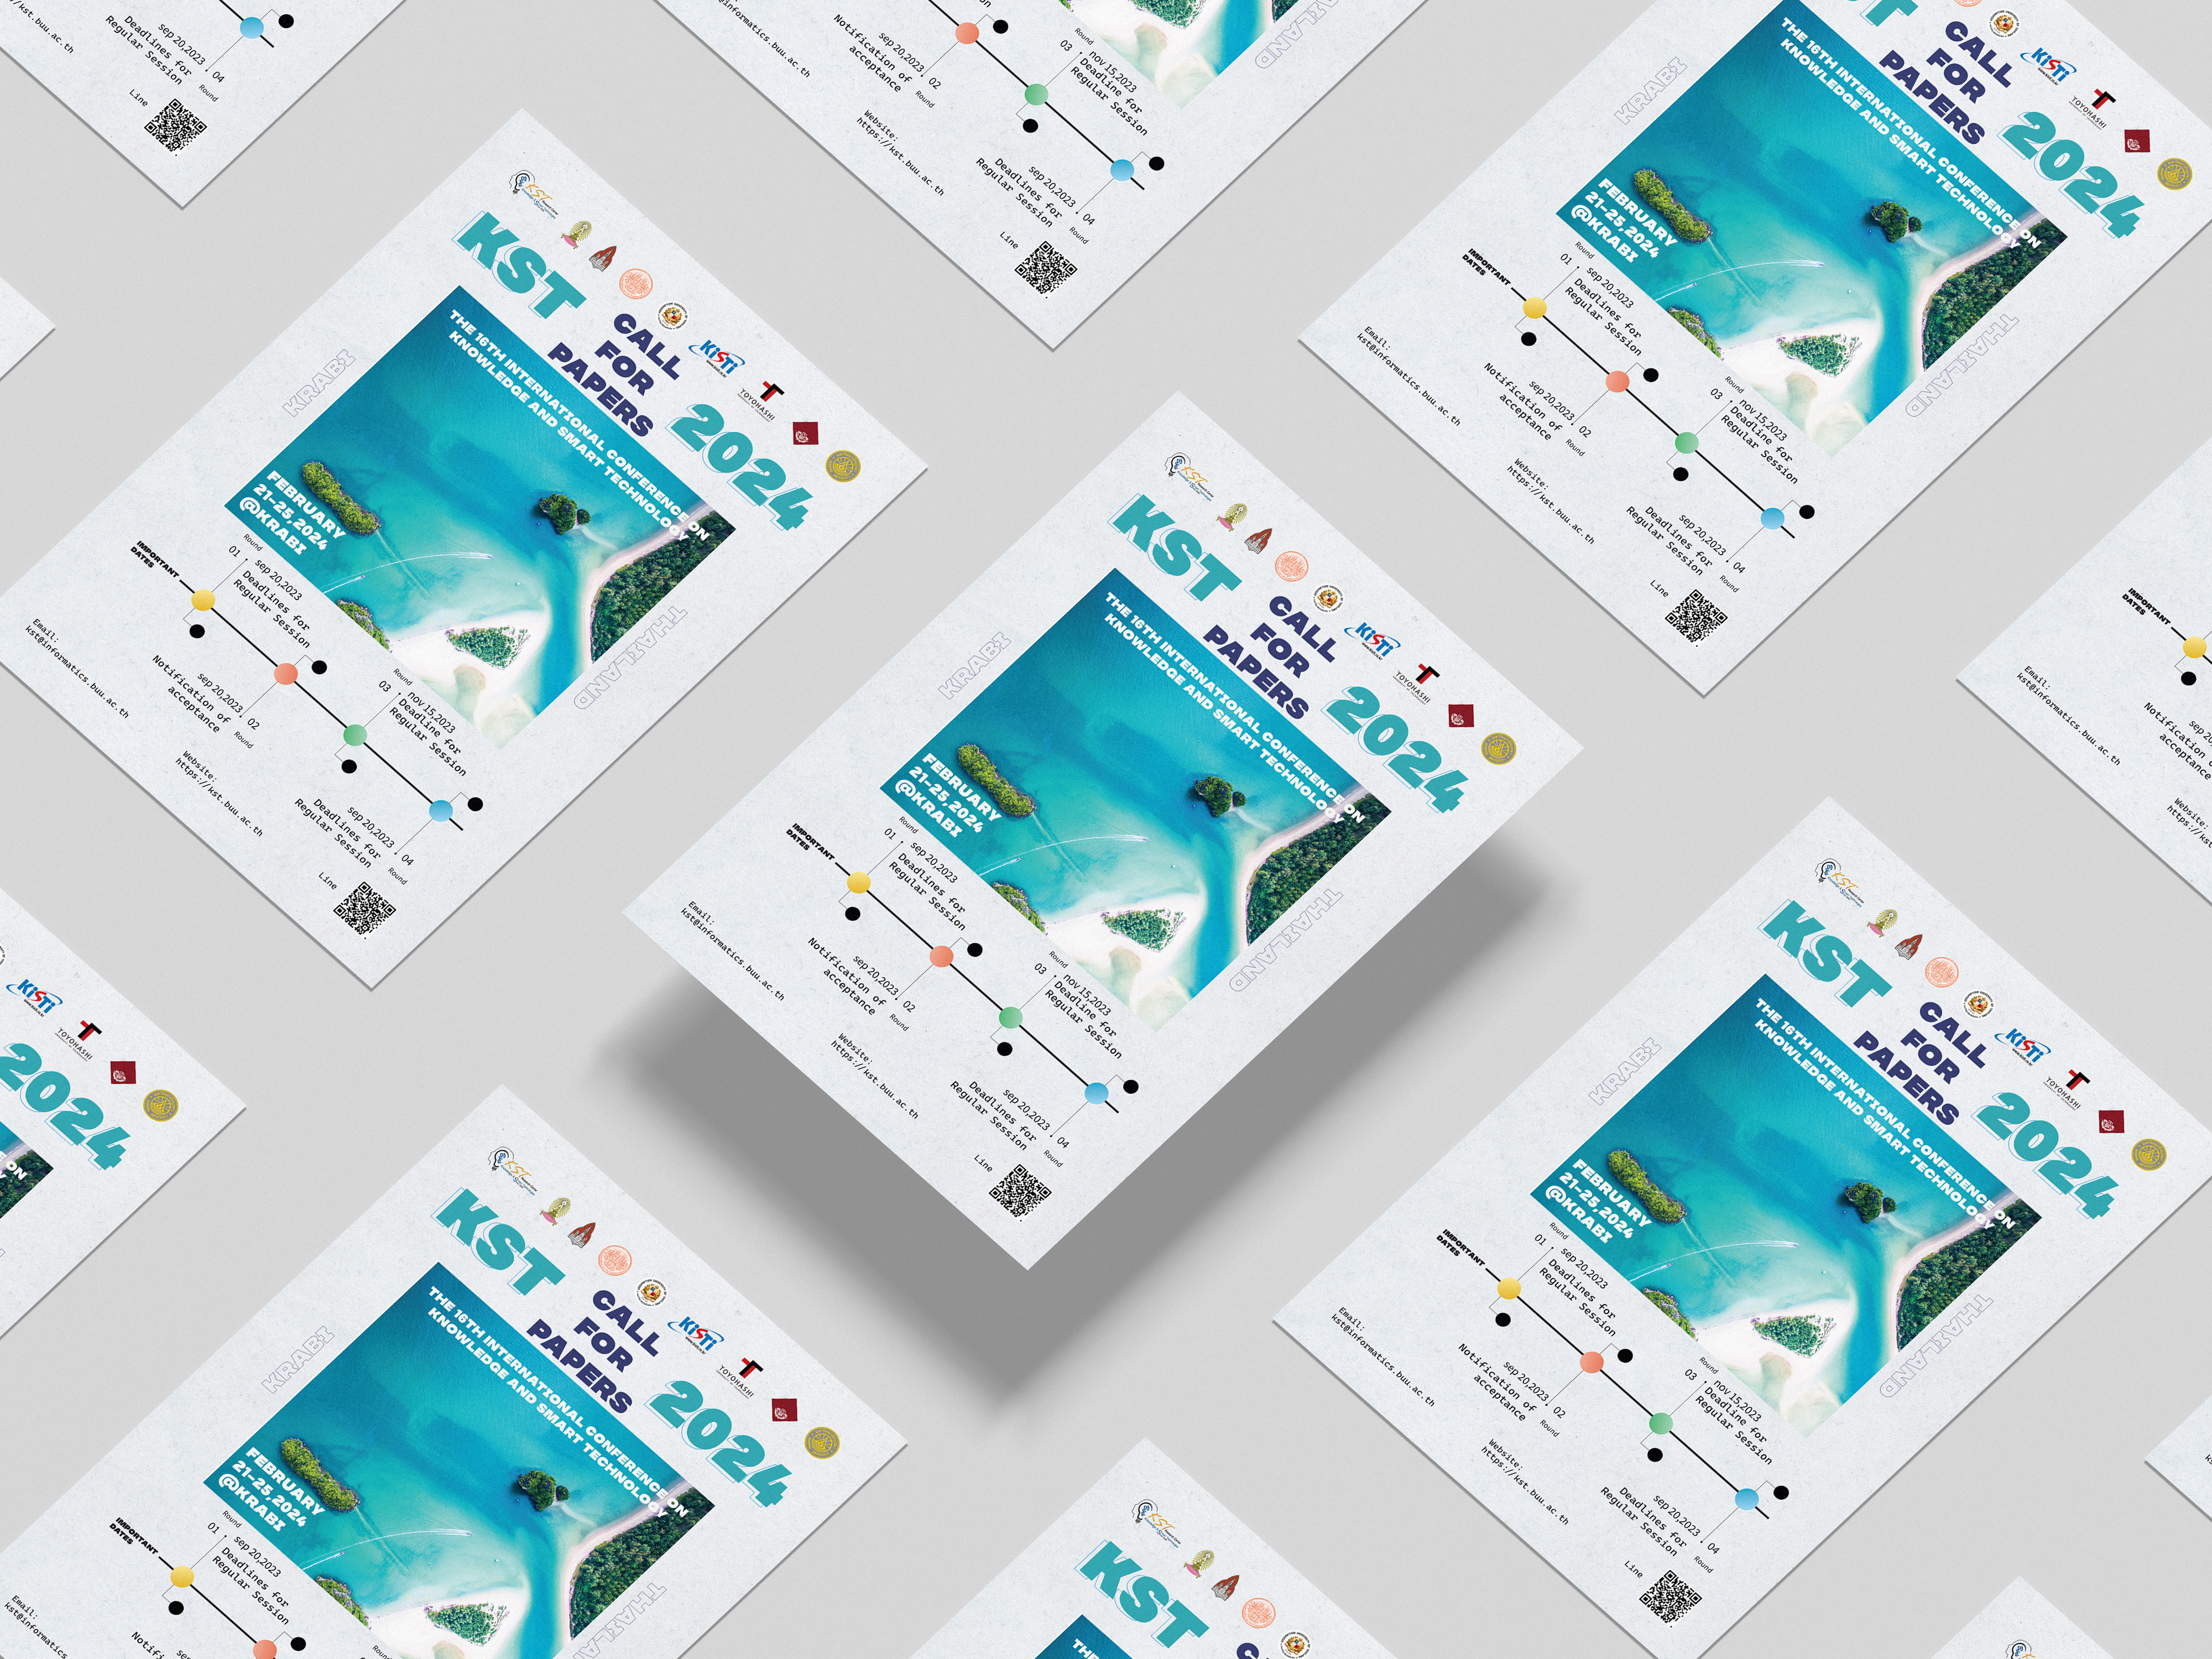 KST
KST
CALL
FOR
PAPERS
2024
KiSTi
TOYOHASHI
THE 16TH INTERNATIONAL CONFERENCE ON
KNOWLEDGE AND SMART TECHNOLOGY
KRABI
THAILAND
FEBRUARY
21-25,2024
@KRABI
IMPORTANT
DATES
Round
01
sep 20,2023
Deadlines for
Regular Session
sep 20,2023
Notification of
acceptance
02
Round
Round
03
nov 15,2023
Deadline for
Regular Session
sep 20,2023
Deadlines for
Regular Session
04
Round
Email:
kst@informatics.buu.ac.th
Website:
https://kst.buu.ac.th
Line